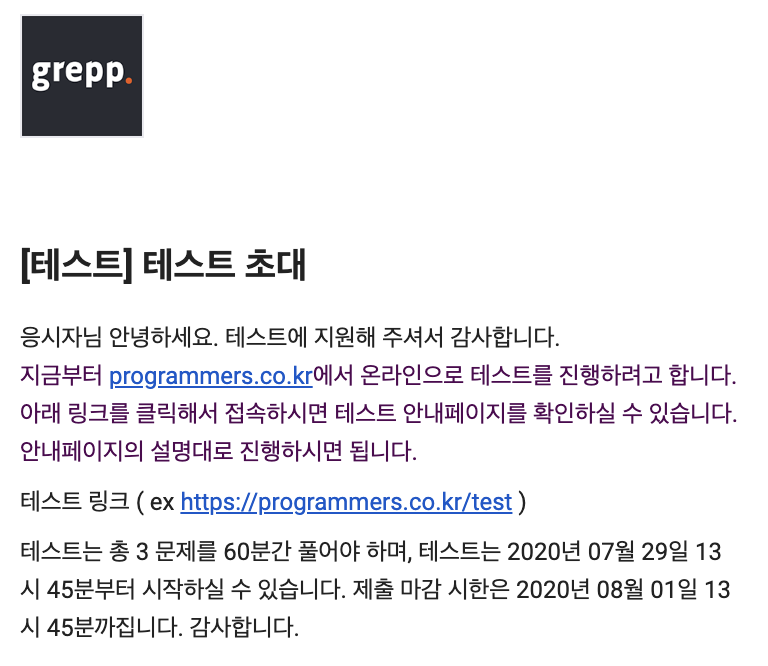 grepp.
[테스트] 테스트 초대
응시자님 안녕하세요. 테스트에 지원해 주셔서 감사합니다.
지금부터 programmers.co.kr에서 온라인으로 테스트를 진행하려고 합니다.
아래 링크를 클릭해서 접속하시면 테스트 안내페이지를 확인하실 수 있습니다.
안내페이지의 설명대로 진행하시면 됩니다.
테스트 링크 ( ex https://programmers.co.kr/test )
테스트는 총 3 문제를 60분간 풀어야 하며, 테스트는 2020년 07월 29일 13
시 45분부터 시작하실 수 있습니다. 제출 마감 시한은 2020년 08월 01일 13
시 45분까집니다. 감사합니다.